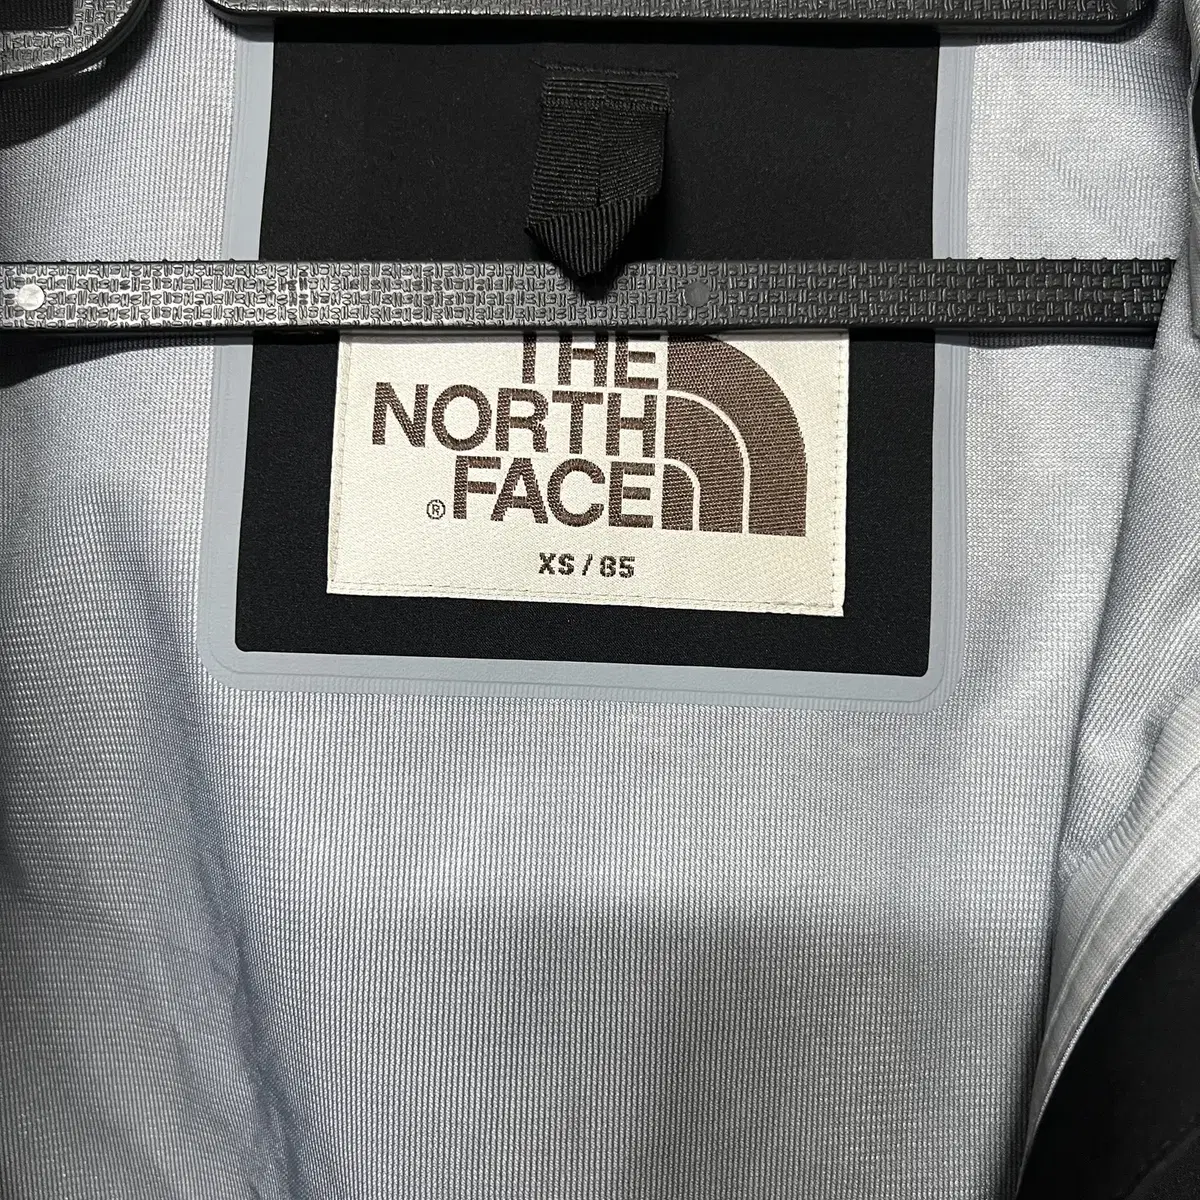 THE
NORTH
® FACE
XS / 85